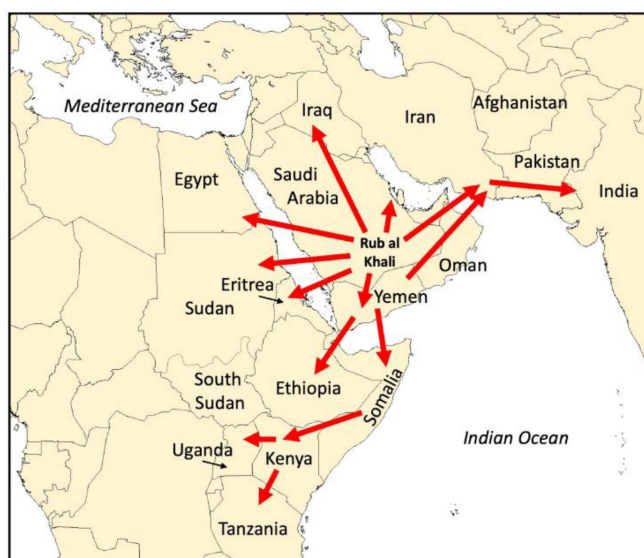 Mediterranean Sea
Iraq
Iran
Afghanistan
Pakistan
India
Egypt
Saudi
Arabia
Rub al
Khali
Oman
Yemen
Eritrea
Sudan
South
Sudan
Ethiopia
Somalia
Indian Ocean
Uganda
Kenya
Tanzania